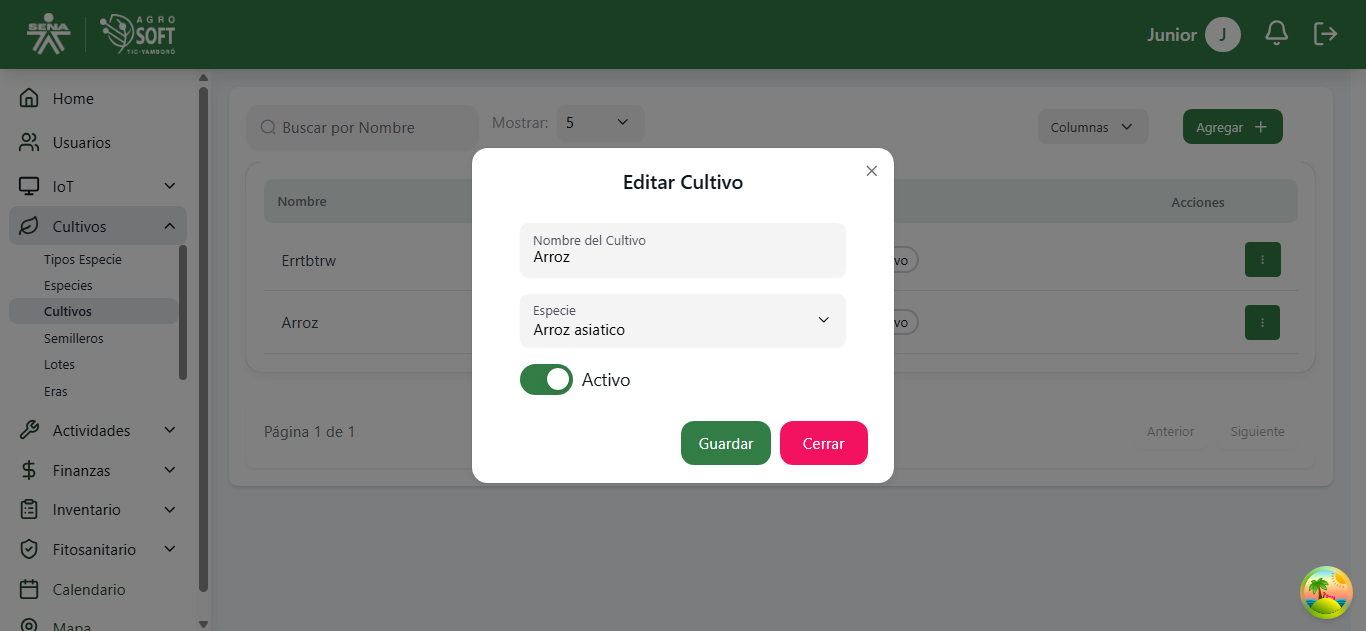 SENA
AGRO
SOFT
TIC-YAMBORÓ
Junior
J
Home
Usuarios
IoT
Cultivos
Tipos Especie
Especies
Cultivos
Semilleros
Lotes
Eras
Actividades
Finanzas
Inventario
Fitosanitario
Calendario
Mapa
Buscar por Nombre
Mostrar:
5
Columnas
Agregar
Nombre
Acciones
Errtbtrw
vo
Arroz
vo
Página 1 de 1
Anterior
Siguiente
Editar Cultivo
Nombre del Cultivo
Arroz
Especie
Arroz asiatico
Activo
Guardar
Cerrar